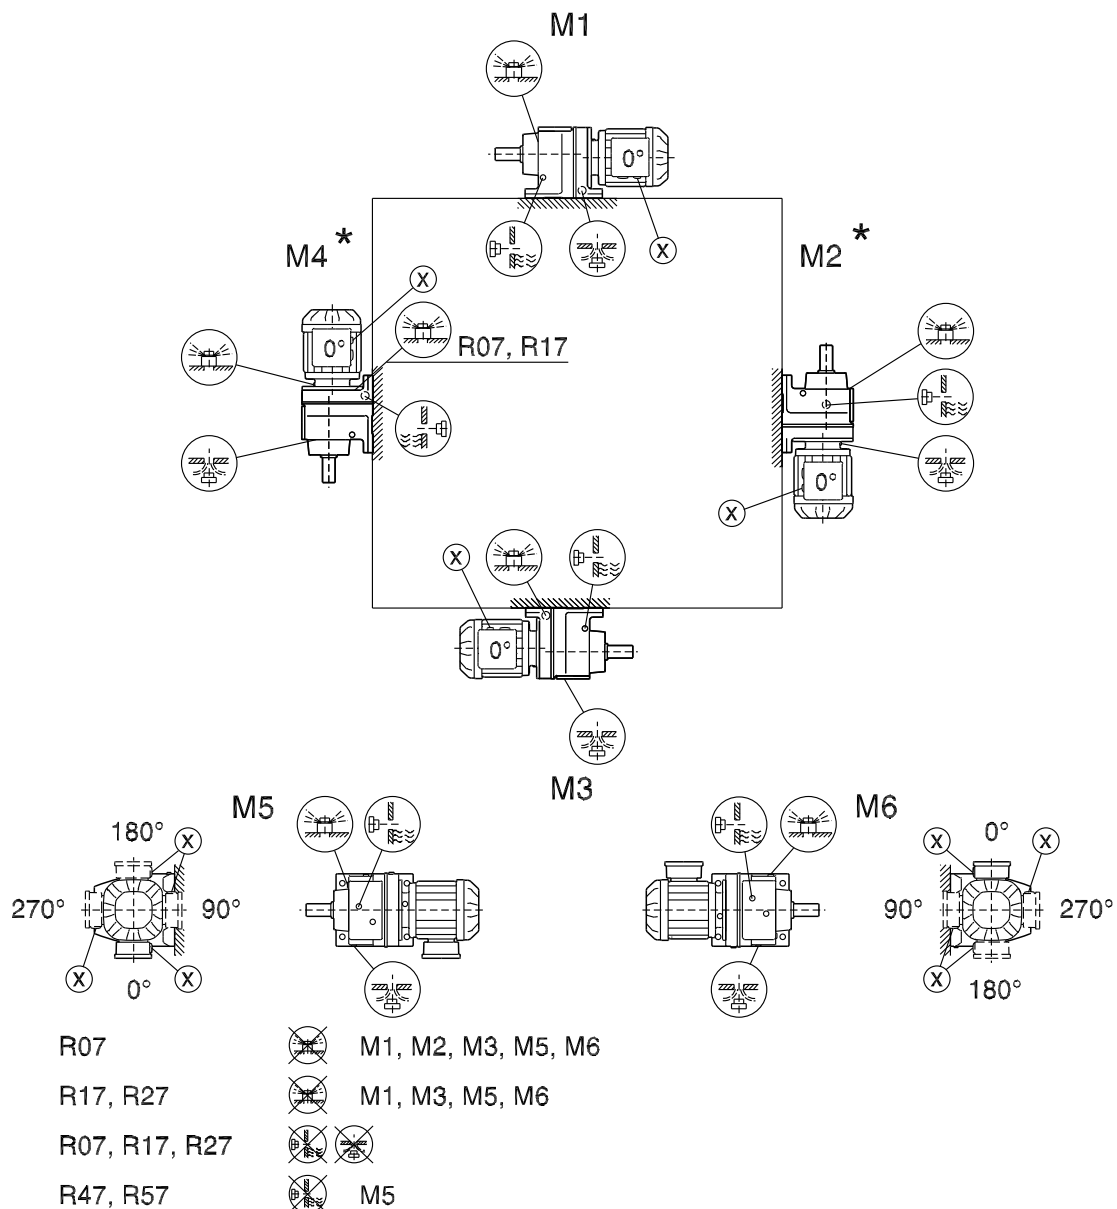 M1
0°
X
M4 *
M2 *
X
0°
R07, R17
0°
X
X
0°
M3
M5
M6
180°
X
270°
90°
X
0°
X
0°
X
X
90°
270°
X
180°
R07 M1, M2, M3, M5, M6
R17, R27 M1, M3, M5, M6
R07, R17, R27
R47, R57 M5